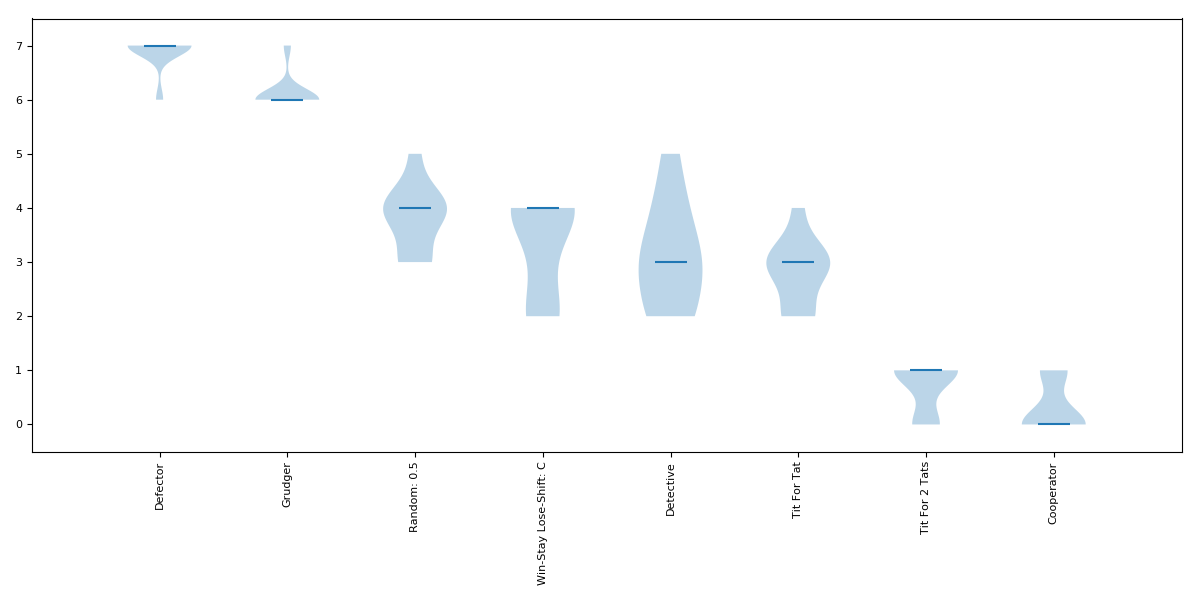 7
6
5
4
3
2
1
0
Defector
Grudger
Random: 0.5
Win-Stay Lose-Shift: C
Detective
Tit For Tat
Tit For 2 Tats
Cooperator